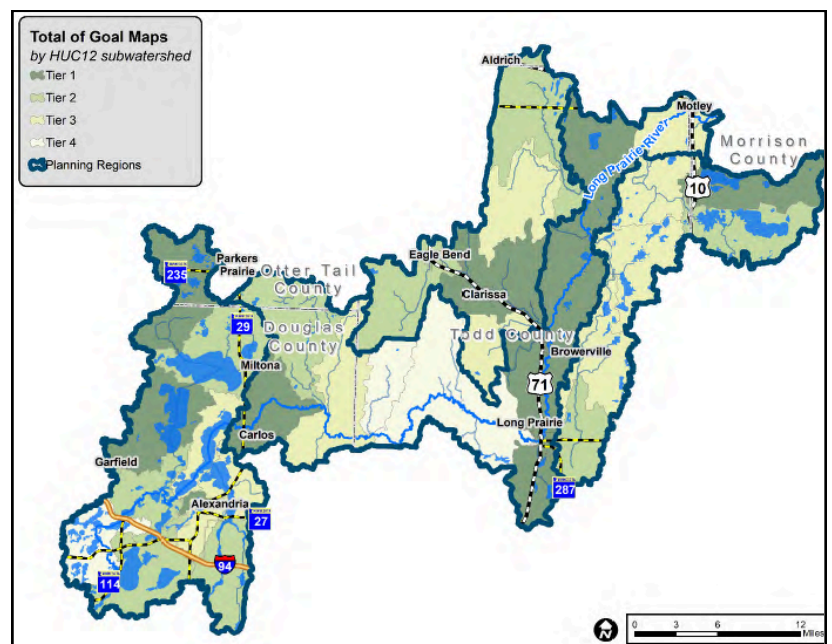 Total of Goal Maps
by HUC12 subwatershed
Tier 1
Tier 2
Tier 3
Tier 4
Planning Regions
Aldrich
Motley
Long Prairie River
Morrison
County
10
Eagle Bend
Parkers
Prairie
235
Otter Tail
County
Clarissa
29
Douglas
County
Todd County
Browerville
Miltona
71
Long Prairie
Carlos
Garfield
287
Alexandria
27
94
114
N
0 3 6 12
Miles